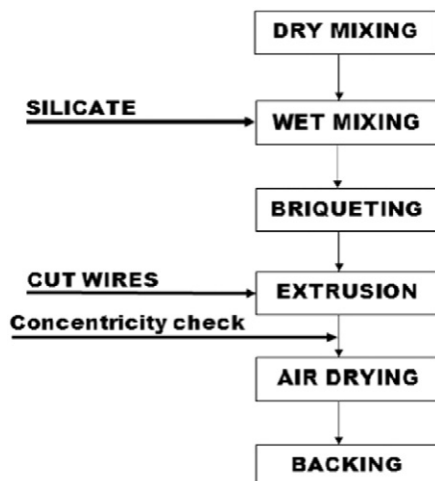 DRY MIXING
SILICATE
WET MIXING
BRIQUETING
CUT WIRES
EXTRUSION
Concentricity check
AIR DRYING
BACKING